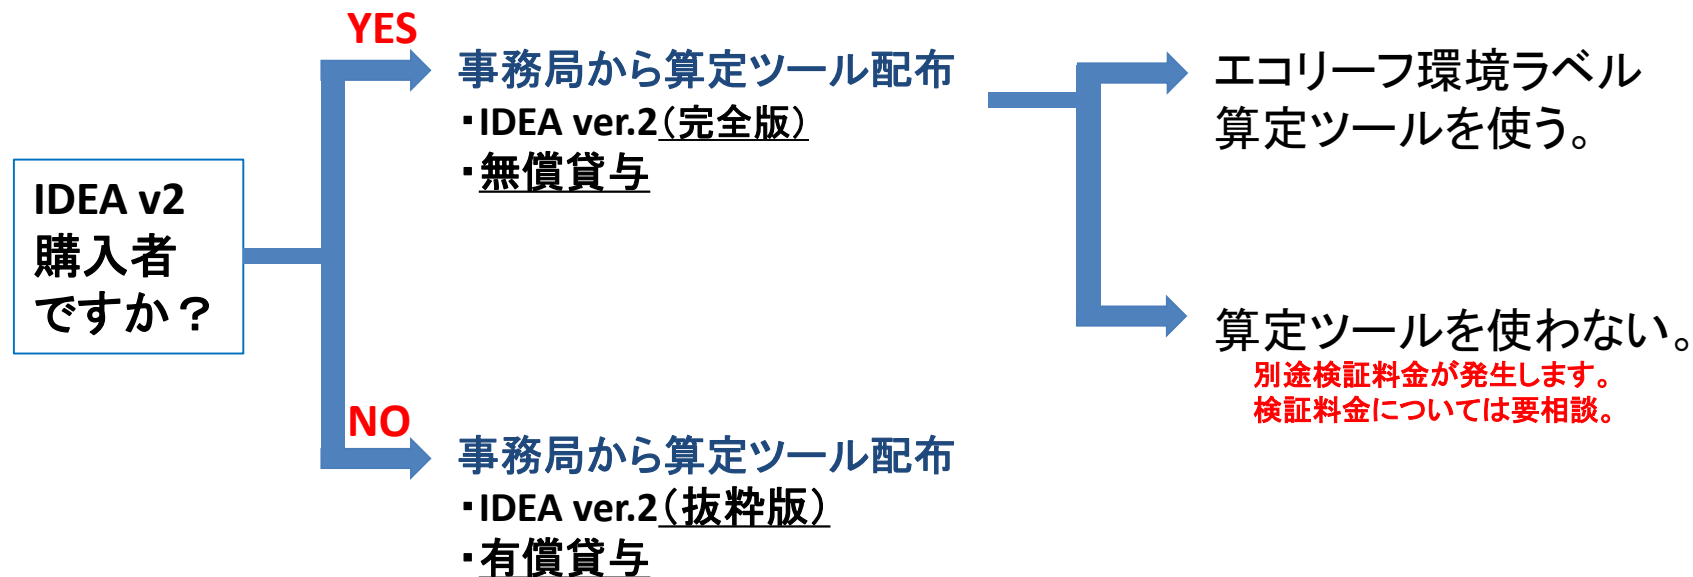 IDEA v2
購入者
ですか？
YES
事務局から算定ツール配布
・IDEA ver.2（完全版）
・無償貸与
エコリーフ環境ラベル
算定ツールを使う。
算定ツールを使わない。
別途検証料金が発生します。
検証料金については要相談。
NO
事務局から算定ツール配布
・IDEA ver.2（抜粋版）
・有償貸与